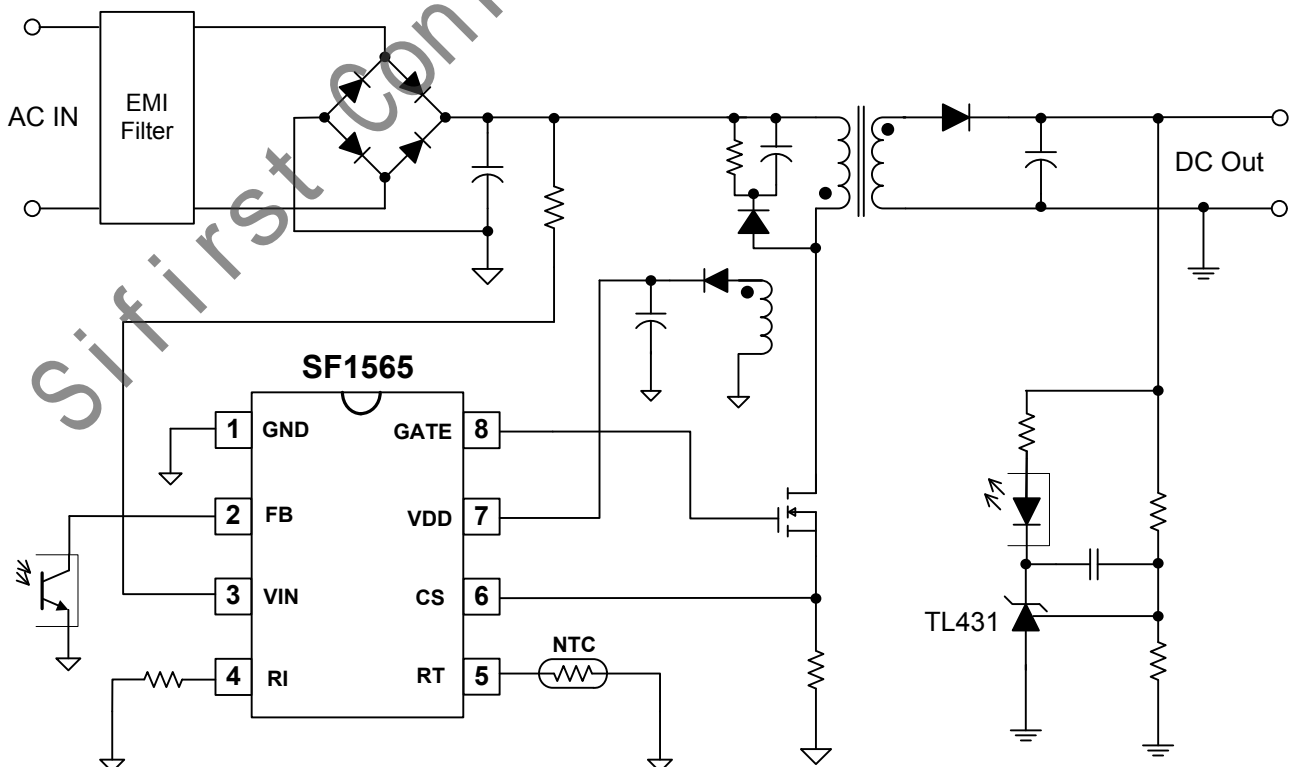 Sifirst Con
AC IN
EMI
Filter
DC Out
SF1565
1 GND
GATE 8
2 FB
VDD 7
3 VIN
CS 6
4 RI
RT 5
NTC
TL431